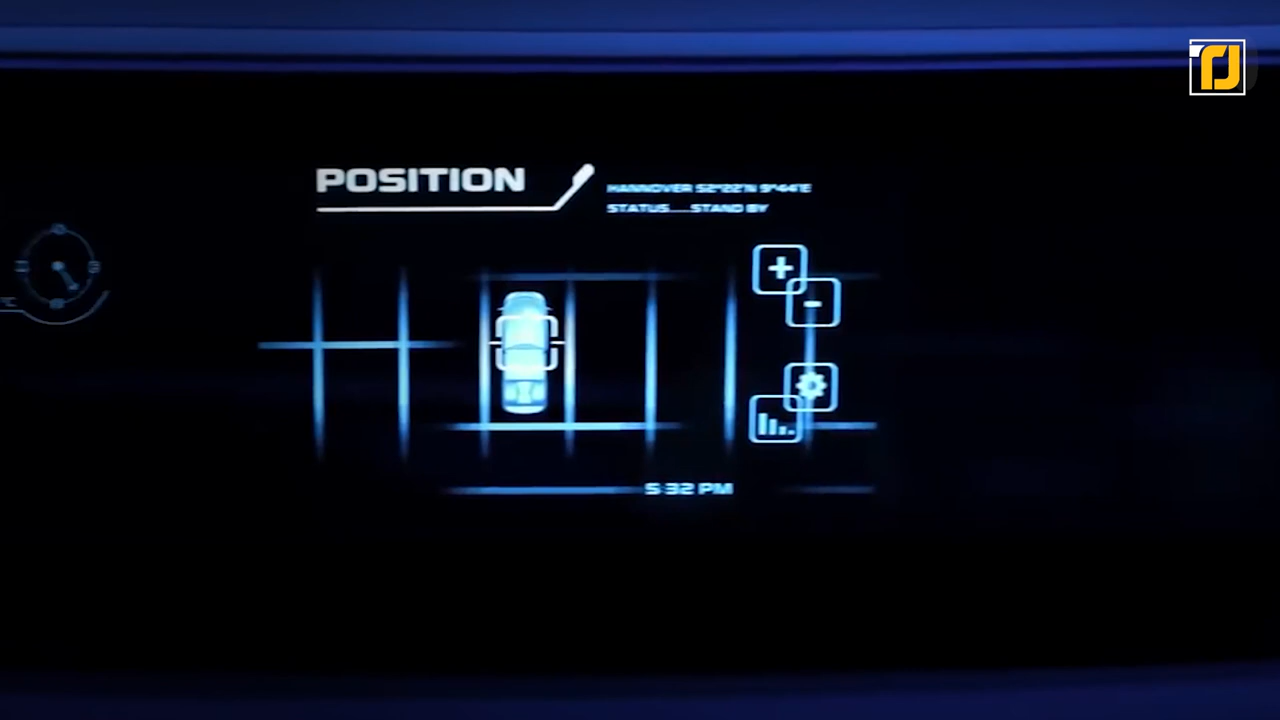 POSITION
HANNOVER 52°22'N 9°44'E
STATUS.....STAND BY
5:32 PM